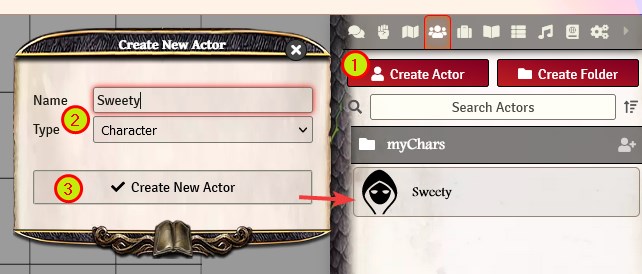 Create New Actor
Name
Sweety
2
Type
Character
3
Create New Actor
1
Create Actor
Create Folder
Search Actors
myChars
Sweety